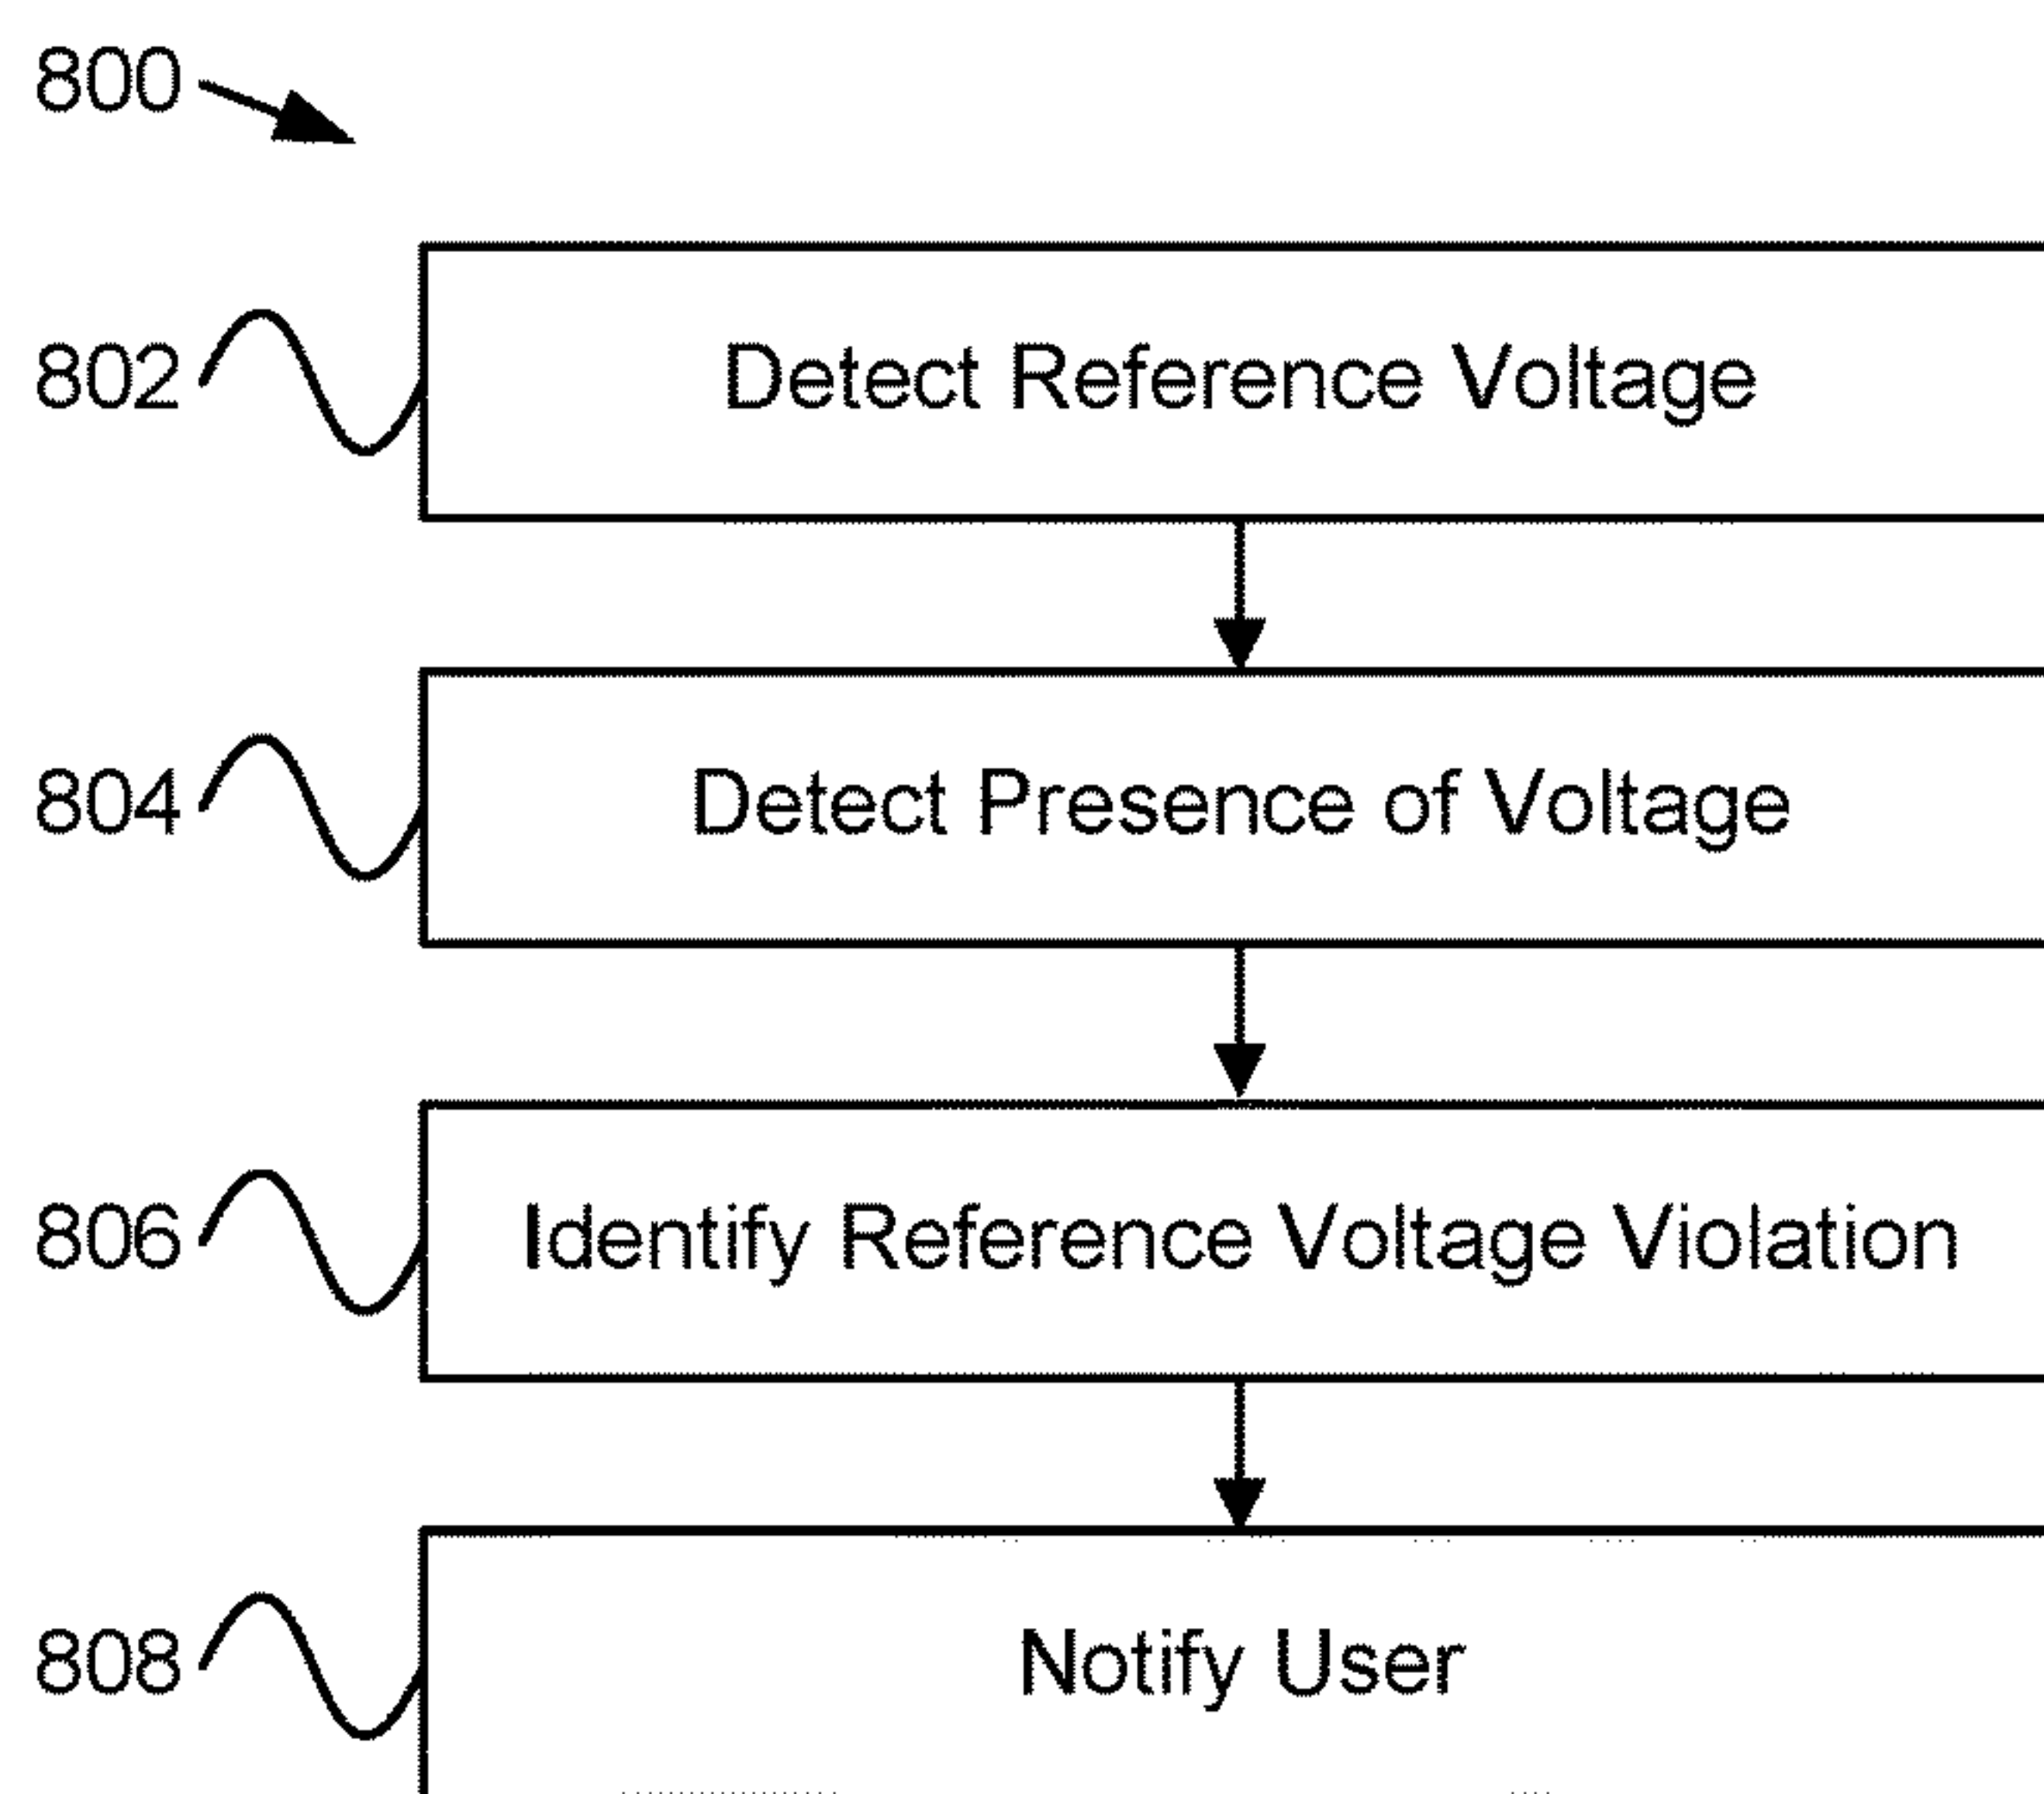 800
802 Detect Reference Voltage
804 Detect Presence of Voltage
806 Identify Reference Voltage Violation
808 Notify User